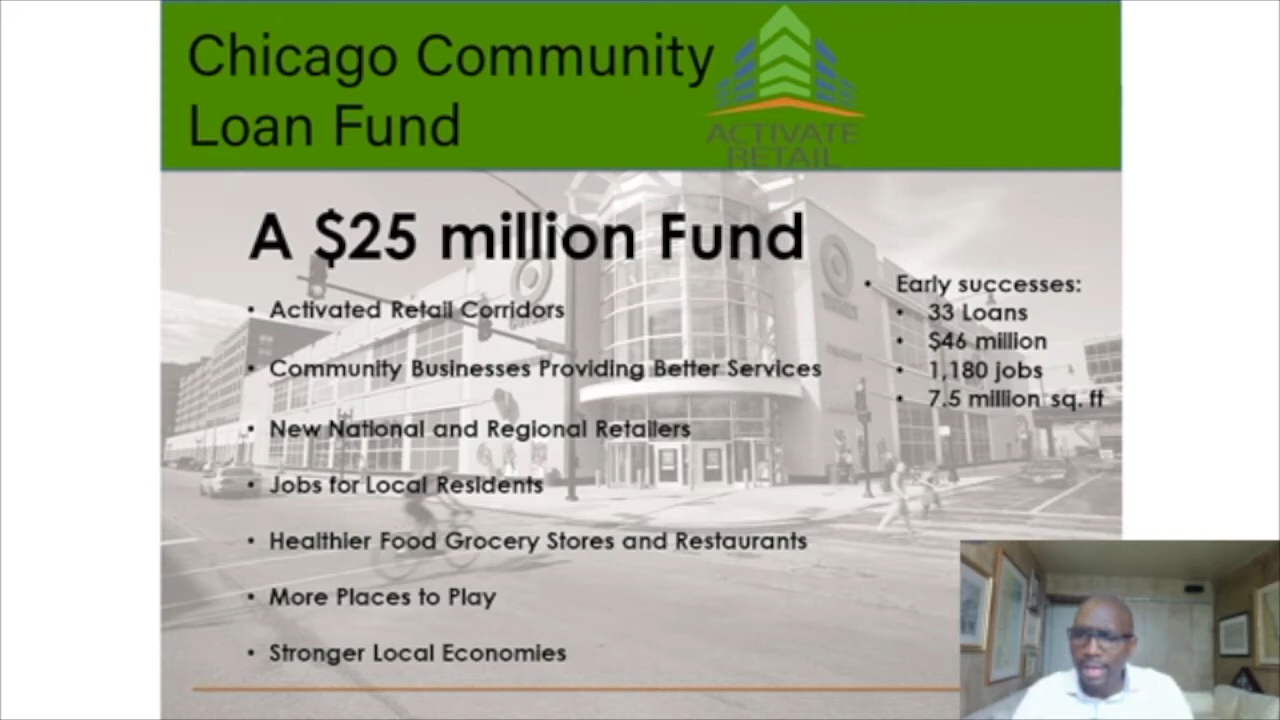 Chicago Community
Loan Fund
ACTIVATE
RETAIL
A $25 million Fund
• Activated Retail Corridors
• Community Businesses Providing Better Services
• New National and Regional Retailers
• Jobs for Local Residents
• Healthier Food Grocery Stores and Restaurants
• More Places to Play
• Stronger Local Economies
• Early successes:
• 33 Loans
• $46 million
• 1,180 jobs
• 7.5 million sq. ft